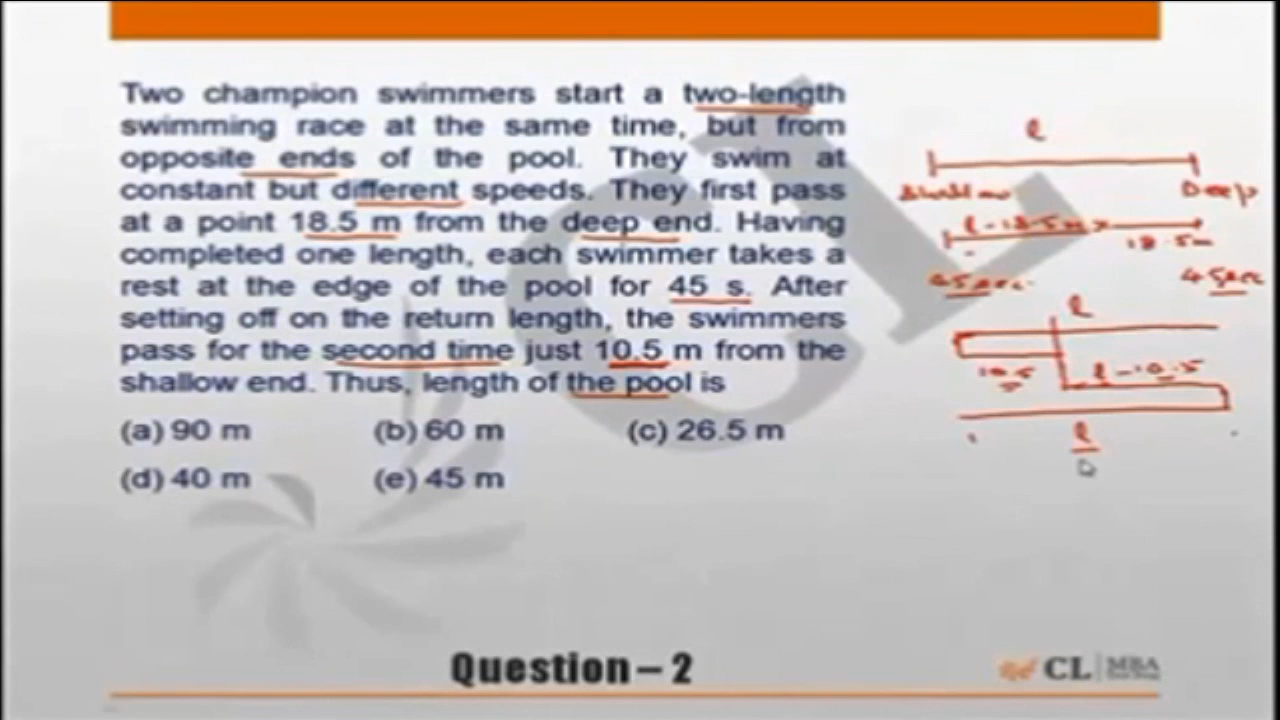 Two champion swimmers start a two-length
swimming race at the same time, but from
opposite ends of the pool. They swim at
constant but different speeds. They first pass
at a point 18.5 m from the deep end. Having
completed one length, each swimmer takes a
rest at the edge of the pool for 45 s. After
setting off on the return length, the swimmers
pass for the second time just 10.5 m from the
shallow end. Thus, length of the pool is
(a) 90 m (b) 60 m (c) 26.5 m
(d) 40 m (e) 45 m
l
Shallow Deep
l-18.5m 18.5m
45sec 45sec
l
10.5 l-10.5
l
CL
Question – 2
CL MBA